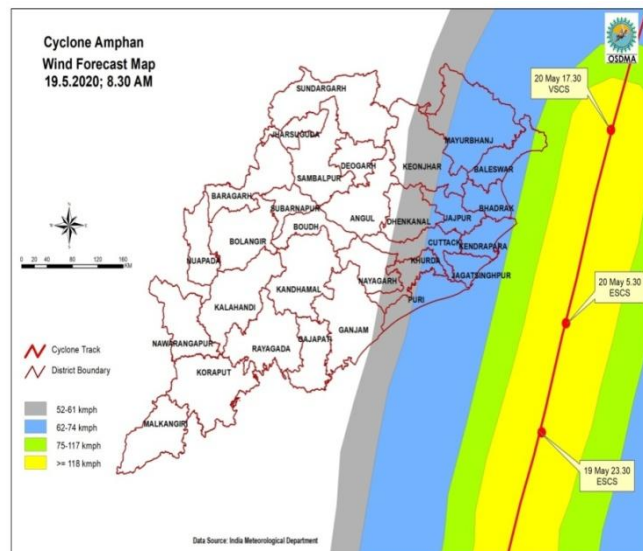 Cyclone Amphan
Wind Forecast Map
19.5.2020; 8.30 AM
OSDMA
20 May 17.30
VSCS
SUNDARGARH
JHARSUGUDA
MAYURBHANJ
DEOGARH
KEONJHAR
BALESWAR
SAMBALPUR
BARAGARH
SUBARNAPUR
ANGUL
DHENKANAL
JAJPUR
BHADRAK
BOUDH
BOLANGIR
CUTTACK
KENDRAPARA
NUAPADA
KHURDA
JAGATSINGHPUR
NAYAGARH
KANDHAMAL
PURI
KALAHANDI
GANJAM
GAJAPATI
NAWARANGAPUR
RAYAGADA
KORAPUT
MALKANGIRI
20 May 5.30
ESCS
19 May 23.30
ESCS
20 10 0 20 40 80 120 160
KM
Cyclone Track
District Boundary
52-61 kmph
62-74 kmph
75-117 kmph
>= 118 kmph
Data Source: India Meteorological Department